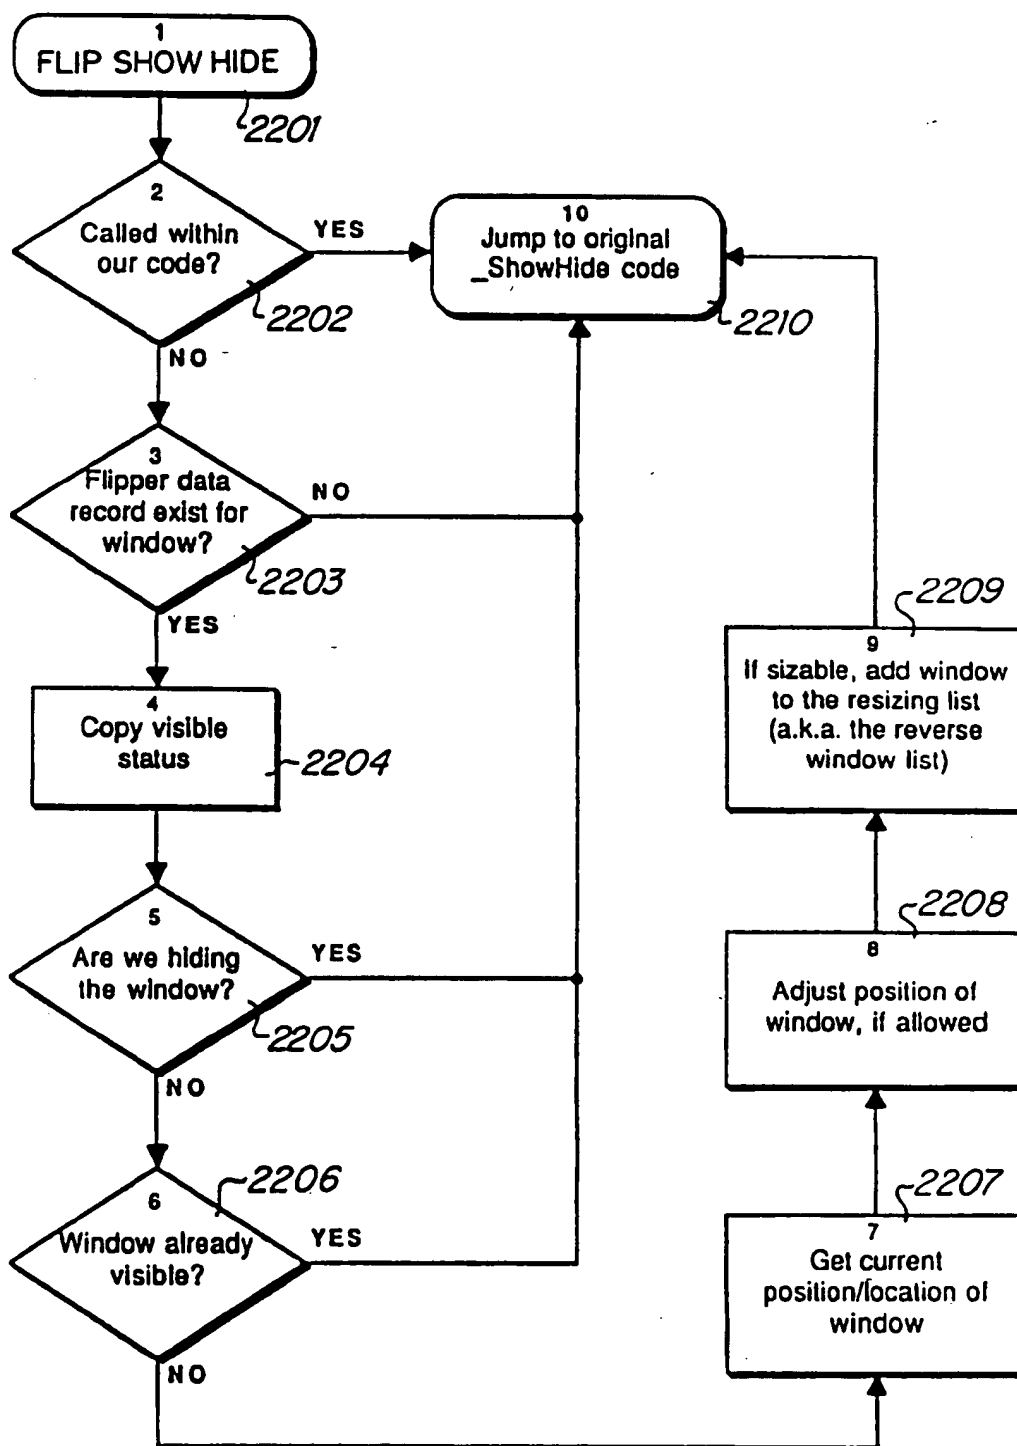 1
FLIP SHOW HIDE
2201
2
Called within
our code?
2202
YES
NO
10
Jump to original
_ShowHide code
2210
3
Flipper data
record exist for
window?
2203
NO
YES
4
Copy visible
status
2204
5
Are we hiding
the window?
2205
YES
NO
6
Window already
visible?
2206
YES
NO
7
Get current
position/location of
window
2207
8
Adjust position of
window, if allowed
2208
9
If sizable, add window
to the resizing list
(a.k.a. the reverse
window list)
2209